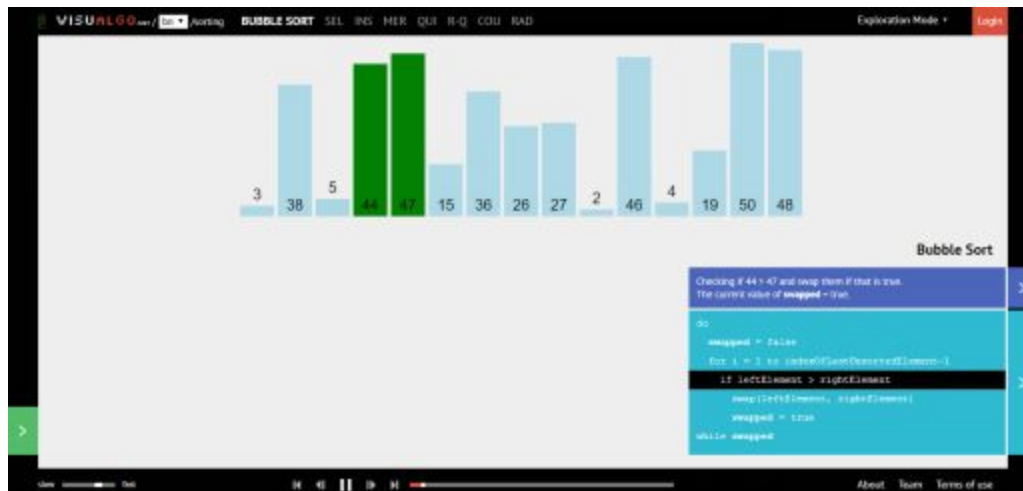 VISUALGO.net / en /sorting BUBBLE SORT SEL INS MER QUI R-Q COU RAD Exploration Mode Login
3 38 5 44 47 15 36 26 27 2 46 4 19 50 48
Bubble Sort
Checking if 44 > 47 and swap them if that is true.
The current value of swapped = true.
do
swapped = false
for i = 1 to indexOfLastUnsortedElement-1
if leftElement > rightElement
swap(leftElement, rightElement)
swapped = true
while swapped
slow fast About Team Terms of use